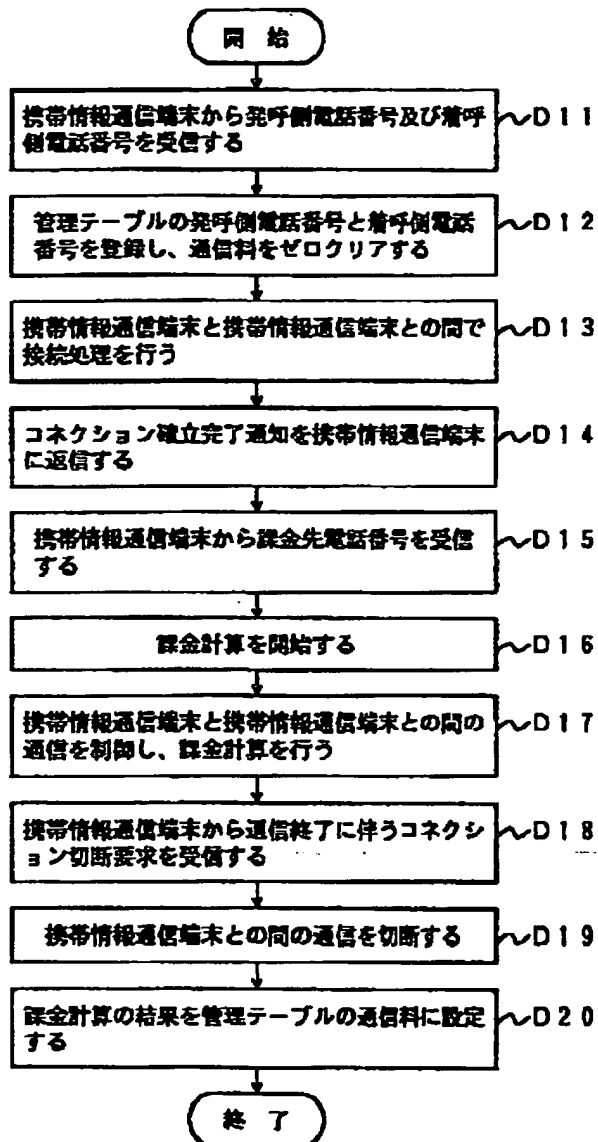 開 始
携帯情報通信端末から発呼側電話番号及び着呼
側電話番号を受信する
D11
管理テーブルの発呼側電話番号と着呼側電話
番号を登録し、通信料をゼロクリアする
D12
携帯情報通信端末と携帯情報通信端末との間で
接続処理を行う
D13
コネクション確立完了通知を携帯情報通信端末
に返信する
D14
携帯情報通信端末から課金先電話番号を受信
する
D15
課金計算を開始する
D16
携帯情報通信端末と携帯情報通信端末との間の
通信を制御し、課金計算を行う
D17
携帯情報通信端末から通信終了に伴うコネクシ
ョン切断要求を受信する
D18
携帯情報通信端末との間の通信を切断する
D19
課金計算の結果を管理テーブルの通信料に設定
する
D20
終 了